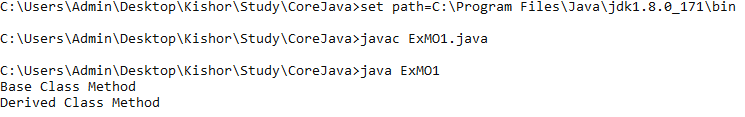 C:\Users\Admin\Desktop\Kishor\Study\CoreJava>set path=C:\Program Files\Java\jdk1.8.0_171\bin
C:\Users\Admin\Desktop\Kishor\Study\CoreJava>javac ExMO1.java
C:\Users\Admin\Desktop\Kishor\Study\CoreJava>java ExMO1
Base Class Method
Derived Class Method